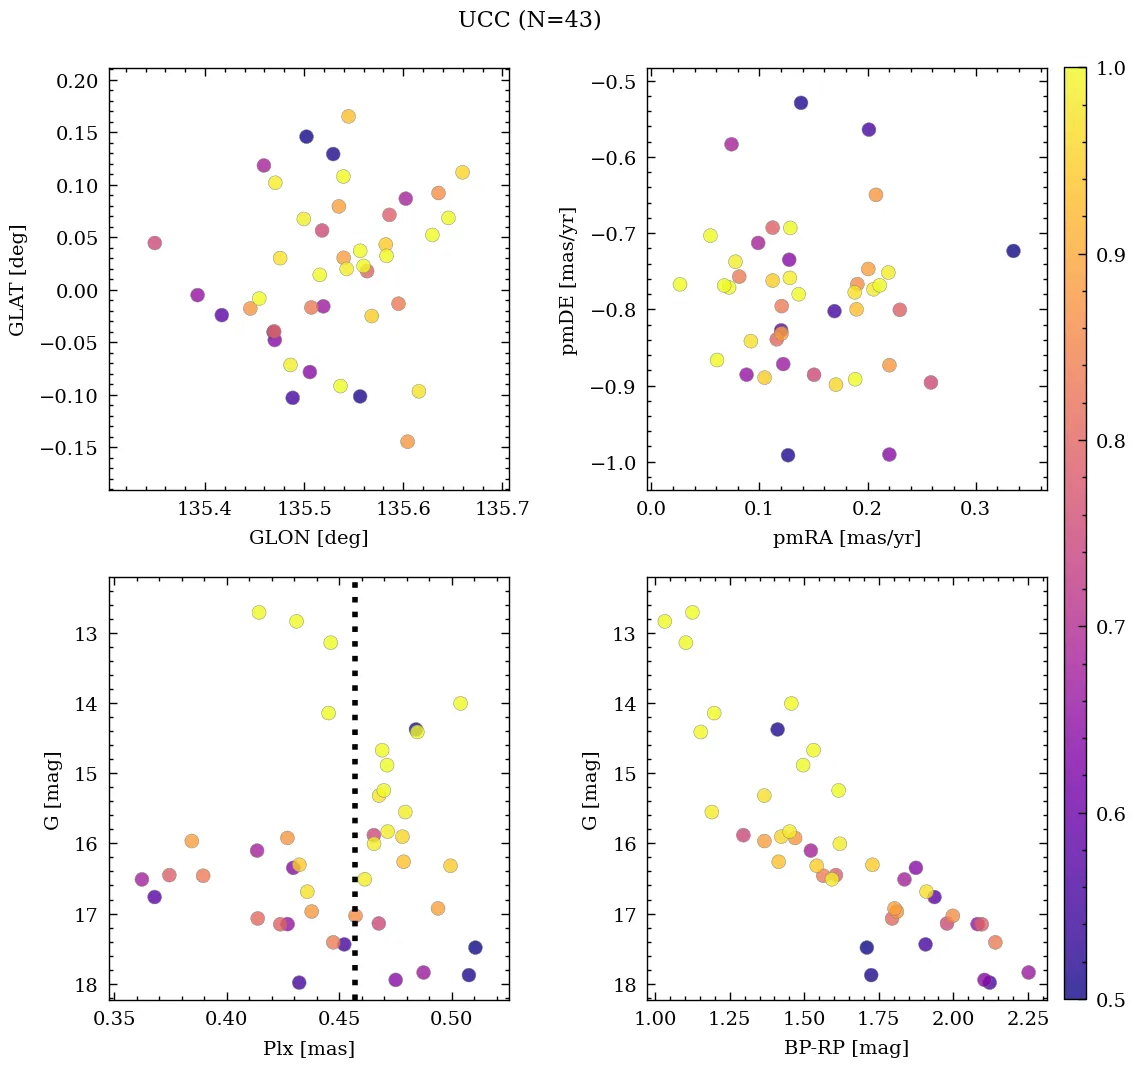 UCC (N=43)
0.20
0.15
0.10
0.05
0.00
−0.05
−0.10
−0.15
GLAT [deg]
135.4 135.5 135.6 135.7
GLON [deg]
−0.5
−0.6
−0.7
−0.8
−0.9
−1.0
pmDE [mas/yr]
0.0 0.1 0.2 0.3
pmRA [mas/yr]
1.0
0.9
0.8
0.7
0.6
0.5
13
14
15
16
17
18
G [mag]
0.35 0.40 0.45 0.50
Plx [mas]
13
14
15
16
17
18
G [mag]
1.00 1.25 1.50 1.75 2.00 2.25
BP-RP [mag]